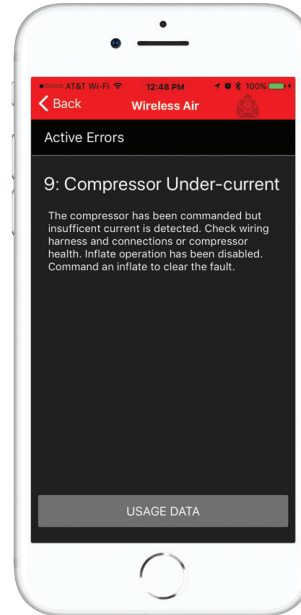 AT&T Wi-Fi 12:48 PM 100%
Back Wireless Air
Active Errors
9: Compressor Under-current
The compressor has been commanded but
insufficent current is detected. Check wiring
harness and connections or compressor
health. Inflate operation has been disabled.
Command an inflate to clear the fault.
USAGE DATA